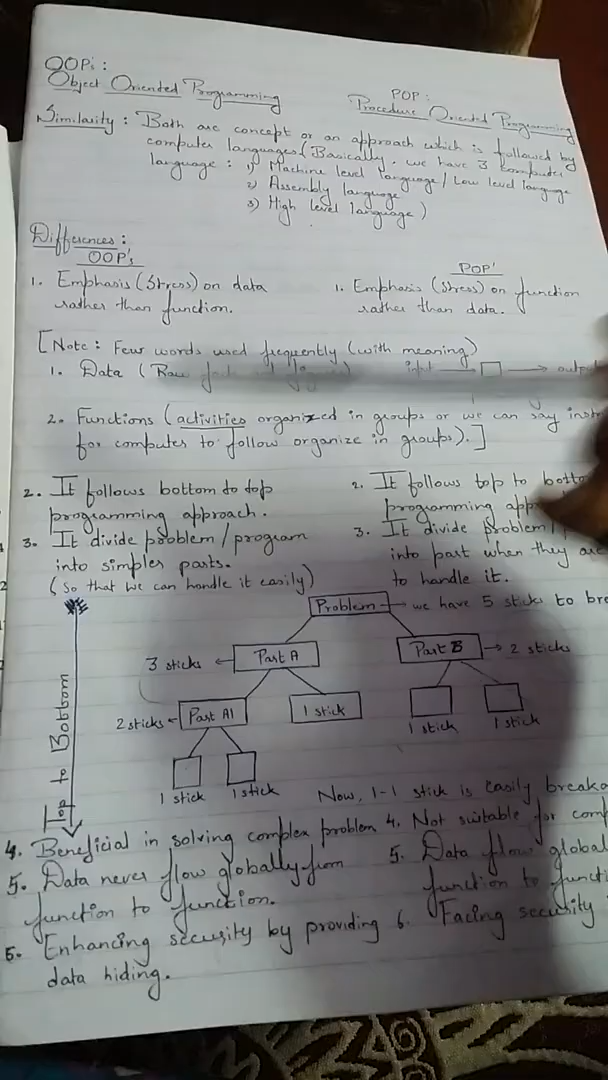 OOPs :
Object Oriented Programming
POP :
Procedure Oriented Programming
Similarity : Both are concept or an approach which is followed by
computer languages (Basically, we have 3 computer
language : 1) Machine level language / Low level language
2) Assembly language
3) High level language )
Differences :
OOP's
1. Emphasis (Stress) on data
rather than function.
POP'
1. Emphasis (Stress) on function
rather than data.
[Note : Few words used frequently (with meaning)
1. Data (Raw
input → □ → output
2. Functions (activities organized in groups or we can say
for computer to follow organize in groups).]
2. It follows bottom to top
programming approach.
3. It divide problem / program
into simpler parts.
(So that we can handle it easily)
2. It follows top to
programming
3. It divide problem /
into part when they are
to handle it.
Problem → we have 5 sticks to
3 sticks ← Part A
Part B → 2 sticks
2 sticks ← Part A1
1 stick
1 stick
1 stick
1 stick
1 stick
Top to Bottom
Now, 1-1 stick is easily
4. Beneficial in solving complex problem
4. Not suitable for
5. Data never flow globally from
function to function.
5. Data flow
function to
5. Enhancing security by providing
data hiding.
6. Facing security